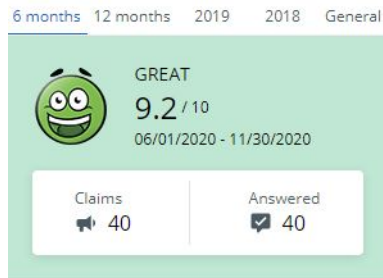 6 months 12 months 2019 2018 General
GREAT
9.2 / 10
06/01/2020 - 11/30/2020
Claims Answered
40 40